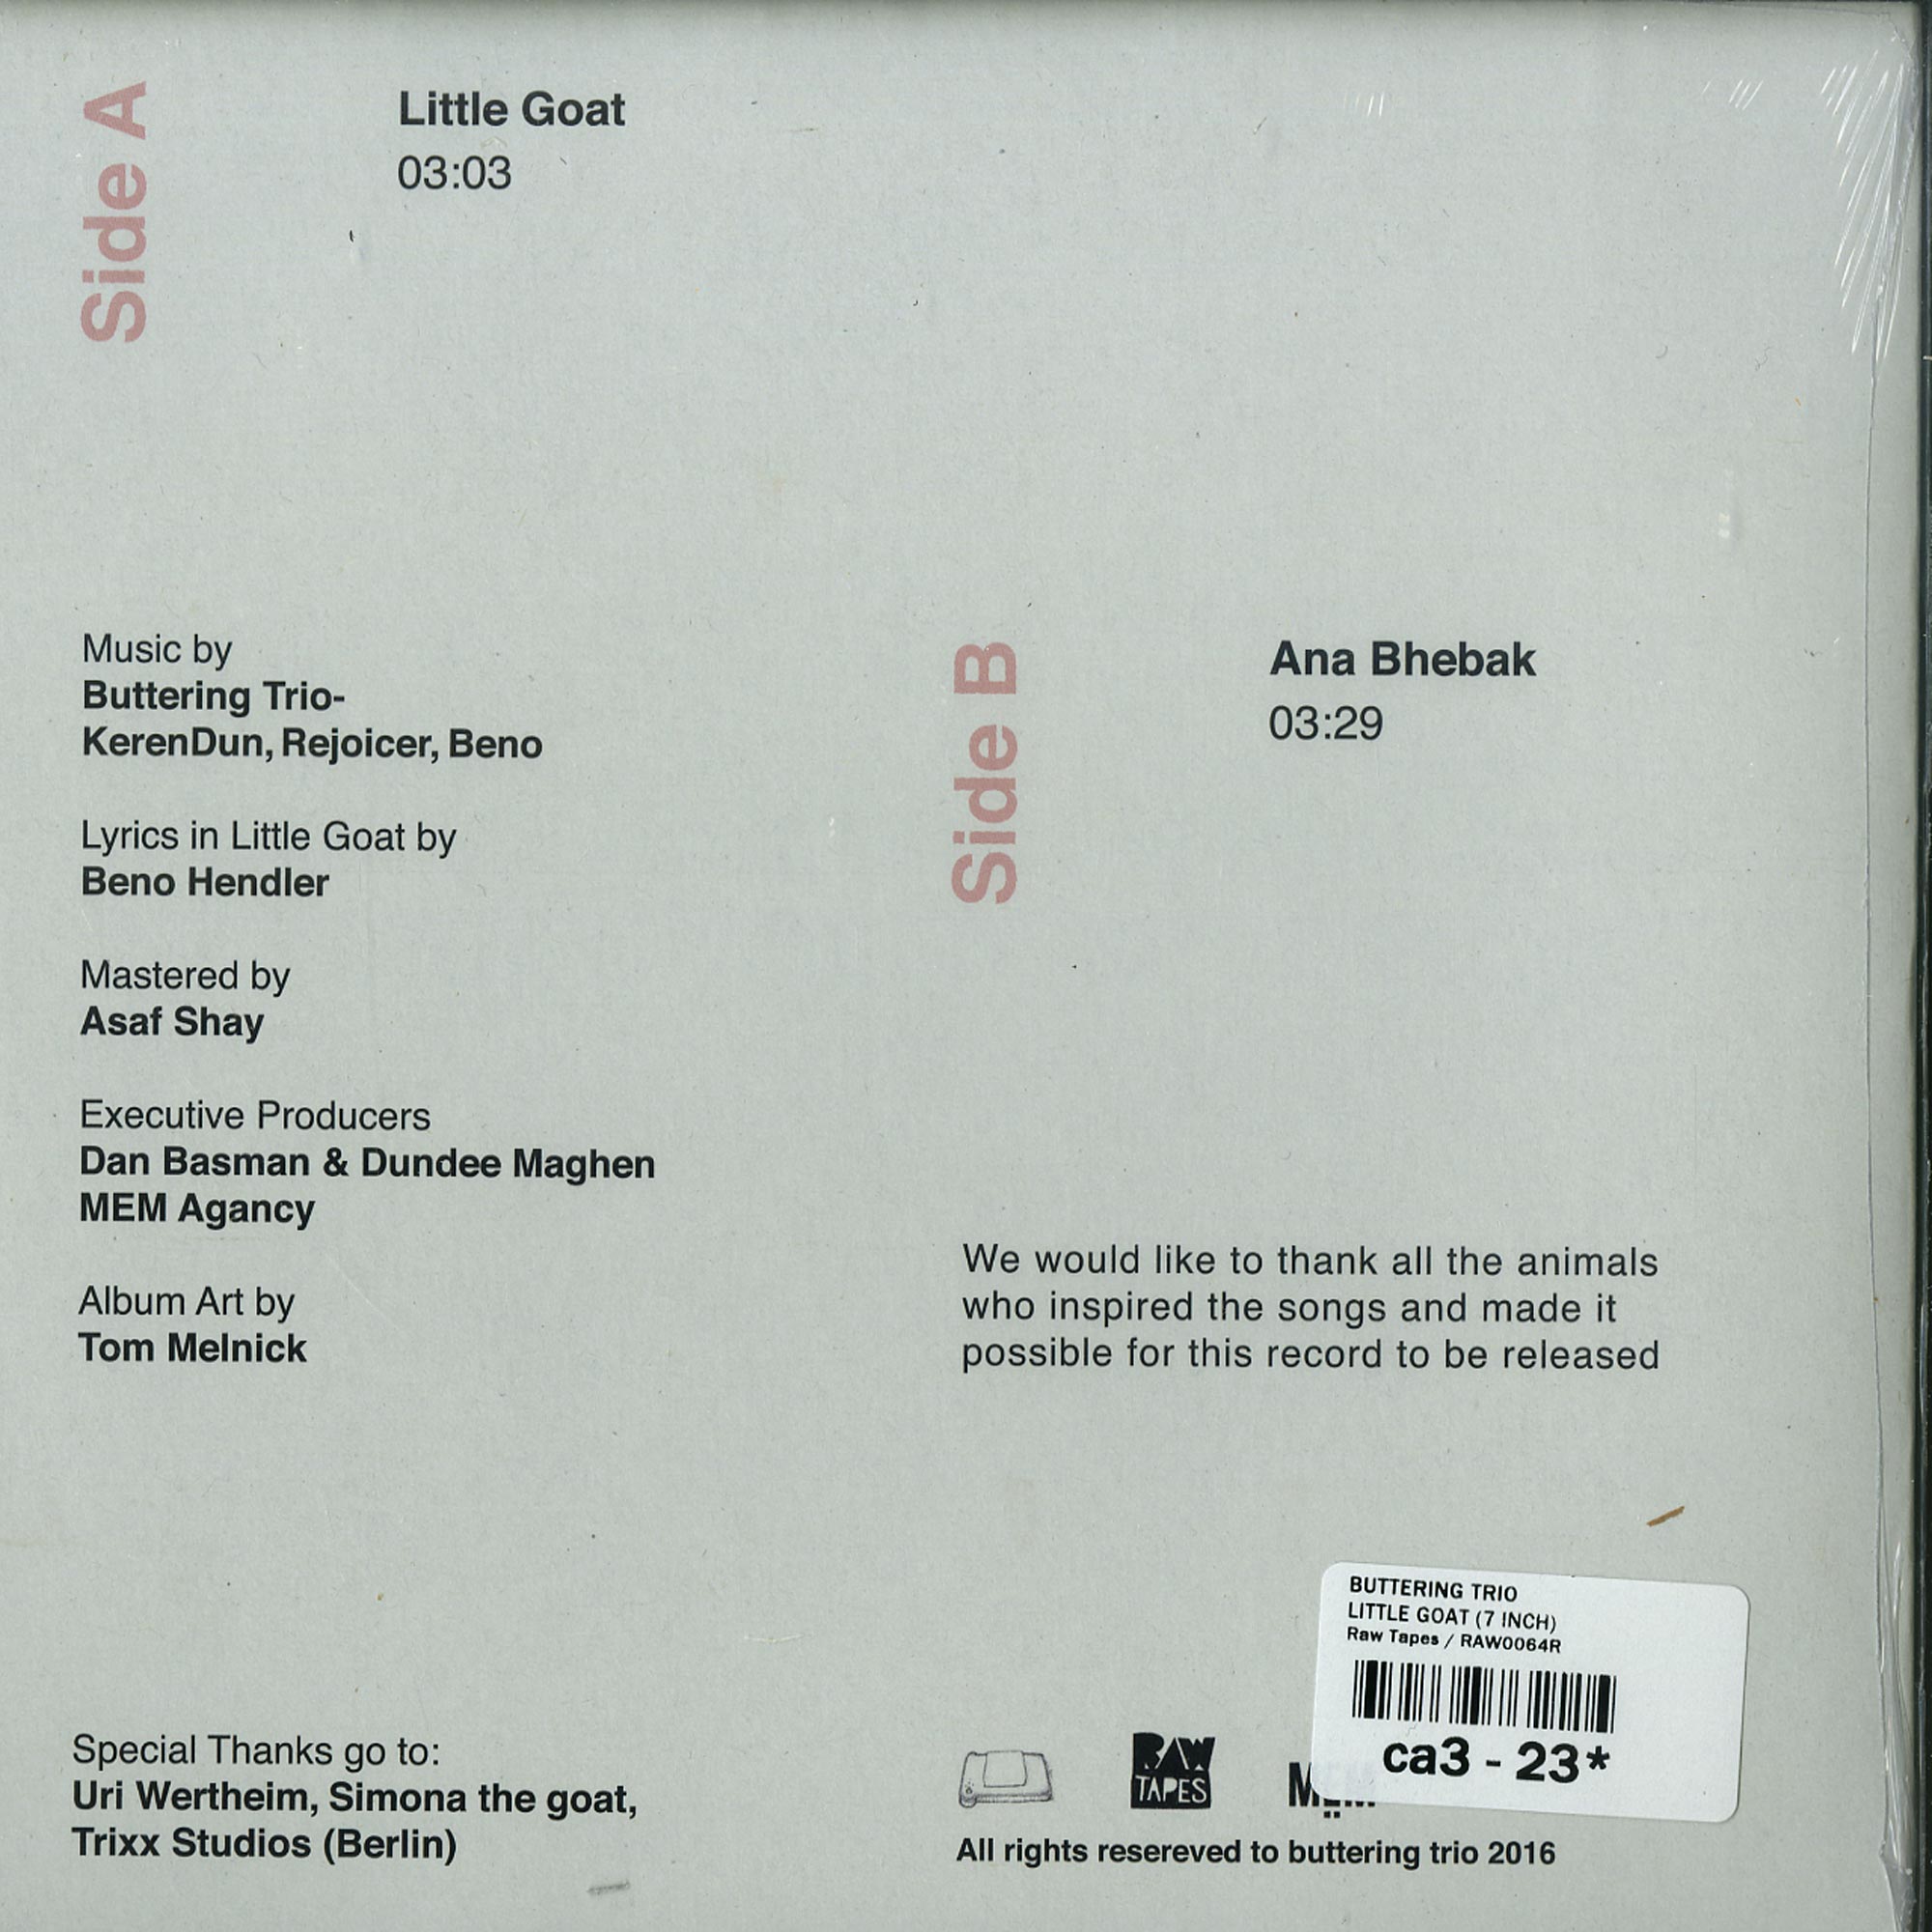 Side A
Little Goat
03:03
Music by
Buttering Trio-
KerenDun, Rejoicer, Beno
Lyrics in Little Goat by
Beno Hendler
Mastered by
Asaf Shay
Executive Producers
Dan Basman & Dundee Maghen
MEM Agancy
Album Art by
Tom Melnick
Special Thanks go to:
Uri Wertheim, Simona the goat,
Trixx Studios (Berlin)
Side B
Ana Bhebak
03:29
We would like to thank all the animals
who inspired the songs and made it
possible for this record to be released
BUTTERING TRIO
LITTLE GOAT (7 INCH)
Raw Tapes / RAW0064R
ca3 - 23*
RAW
TAPES
MEM
All rights resereved to buttering trio 2016